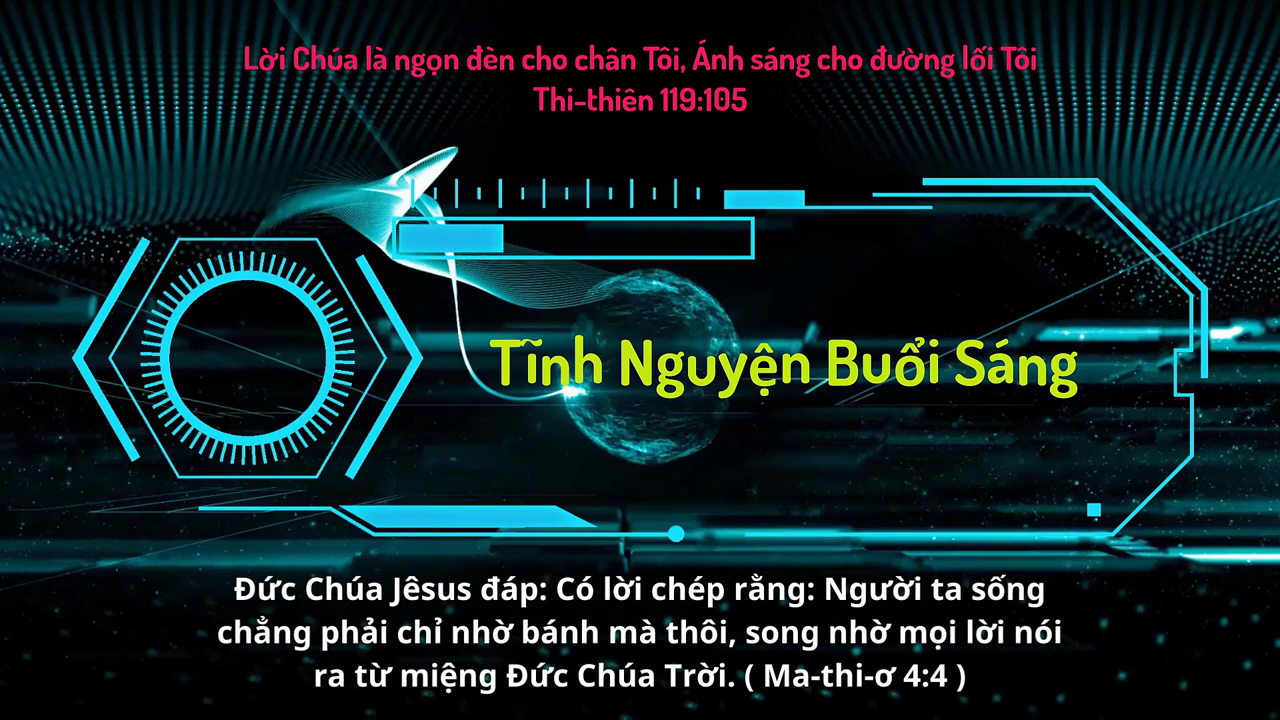 Lời Chúa là ngọn đèn cho chân Tôi, Ánh sáng cho đường lối Tôi
Thi-thiên 119:105
Tĩnh Nguyện Buổi Sáng
Đức Chúa Jêsus đáp: Có lời chép rằng: Người ta sống
chẳng phải chỉ nhờ bánh mà thôi, song nhờ mọi lời nói
ra từ miệng Đức Chúa Trời. ( Ma-thi-ơ 4:4 )